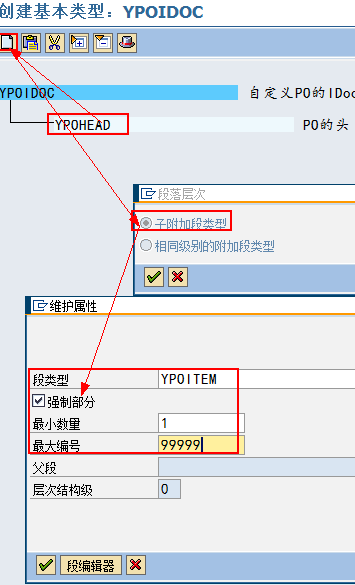 创建基本类型：YPOIDOC
YPOIDOC 自定义PO的IDoc
YPOHEAD PO的头
段落层次
子附加段类型
相同级别的附加段类型
维护属性
段类型 YPOITEM
强制部分
最小数量 1
最大编号 99999
父段
层次结构级 0
段编辑器